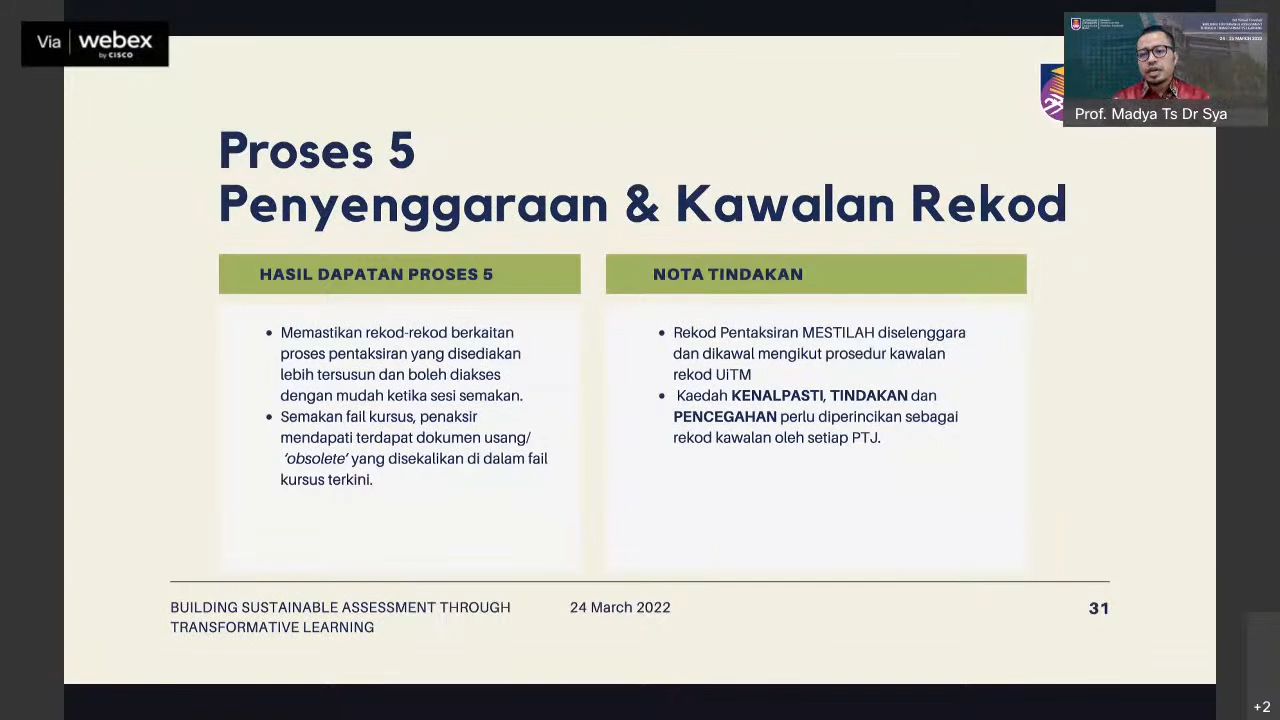 Via webex
by CISCO
24 - 25 MARCH 2022
Prof. Madya Ts Dr Sya
Proses 5
Penyenggaraan & Kawalan Rekod
HASIL DAPATAN PROSES 5
Memastikan rekod-rekod berkaitan
proses pentaksiran yang disediakan
lebih tersusun dan boleh diakses
dengan mudah ketika sesi semakan.
Semakan fail kursus, penaksir
mendapati terdapat dokumen usang/
‘obsolete’ yang disekalikan di dalam fail
kursus terkini.
NOTA TINDAKAN
Rekod Pentaksiran MESTILAH diselenggara
dan dikawal mengikut prosedur kawalan
rekod UiTM
Kaedah KENALPASTI, TINDAKAN dan
PENCEGAHAN perlu diperincikan sebagai
rekod kawalan oleh setiap PTJ.
BUILDING SUSTAINABLE ASSESSMENT THROUGH
TRANSFORMATIVE LEARNING
24 March 2022
31
+2